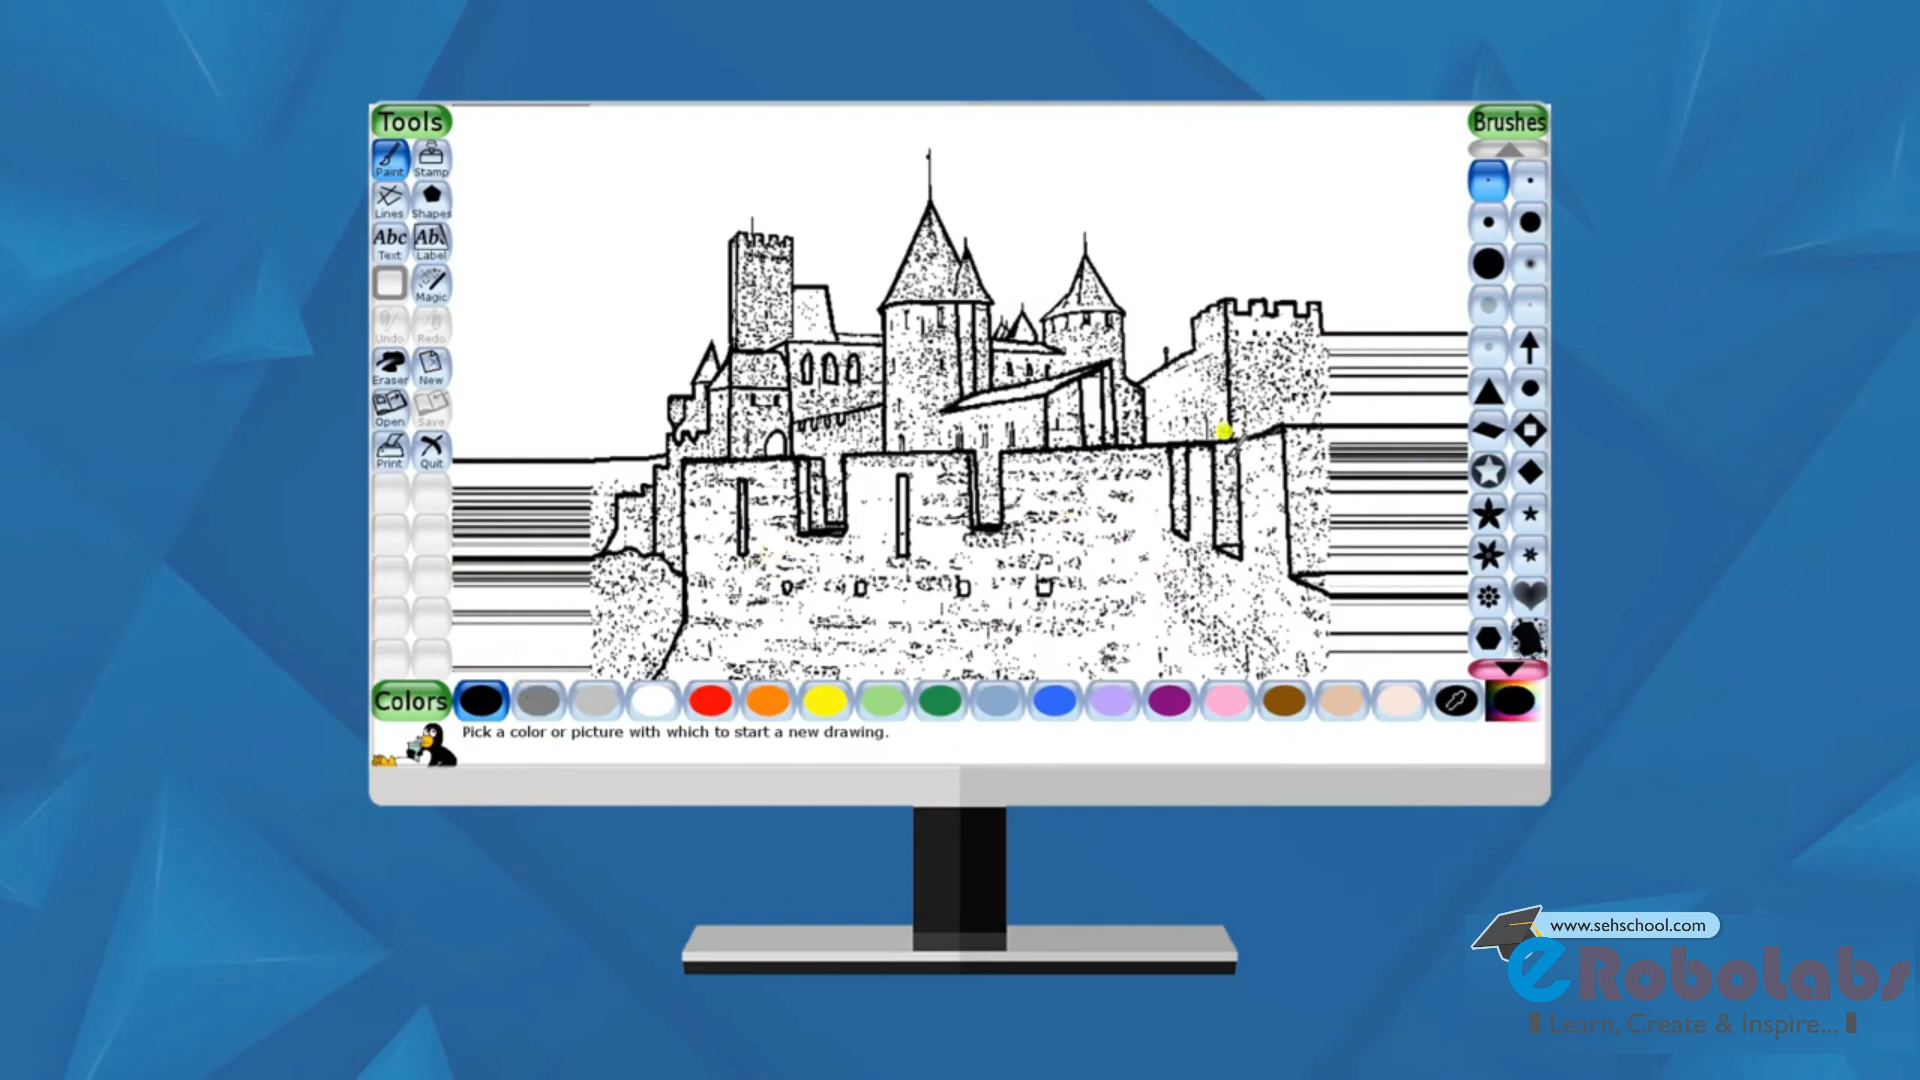 Tools
Brushes
Paint Stamp
Lines Shapes
Abc Abc
Text Label
Magic
Undo Redo
Eraser New
Open Save
Print Quit
Colors
Pick a color or picture with which to start a new drawing.
www.sehschool.com
eRoboLabs
Learn, Create & Inspire...